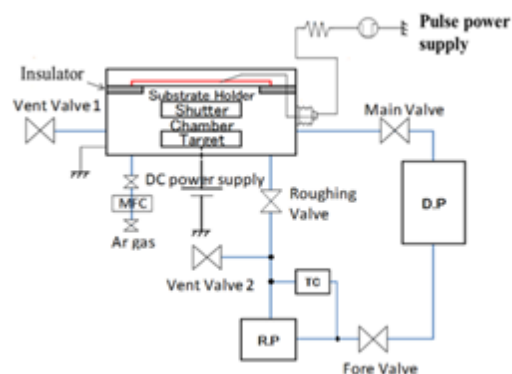 Pulse power
supply
Insulator
Substrate Holder
Vent Valve 1
Shutter
Main Valve
Chamber
Target
DC power supply
Roughing
Valve
MFC
D.P
Ar gas
Vent Valve 2
TC
R.P
Fore Valve